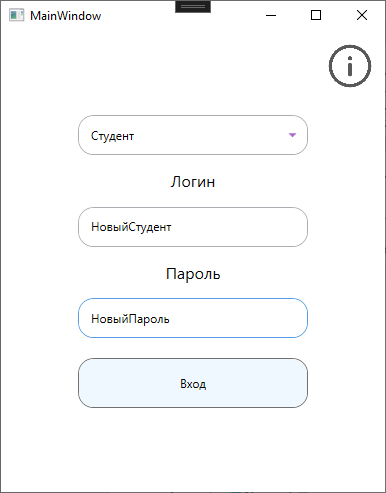 MainWindow
Студент
Логин
НовыйСтудент
Пароль
НовыйПароль
Вход